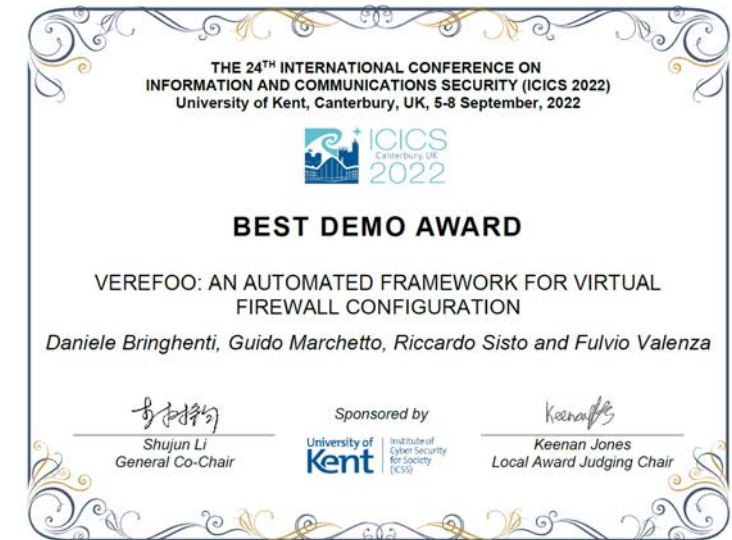 THE 24TH INTERNATIONAL CONFERENCE ON
INFORMATION AND COMMUNICATIONS SECURITY (ICICS 2022)
University of Kent, Canterbury, UK, 5-8 September, 2022
ICICS
Canterbury, UK
2022
BEST DEMO AWARD
VEREFOO: AN AUTOMATED FRAMEWORK FOR VIRTUAL
FIREWALL CONFIGURATION
Daniele Bringhenti, Guido Marchetto, Riccardo Sisto and Fulvio Valenza
Shujun Li
General Co-Chair
Sponsored by
University of
Kent
Institute of
Cyber Security
for Society
(iCSS)
Keenan Jones
Local Award Judging Chair